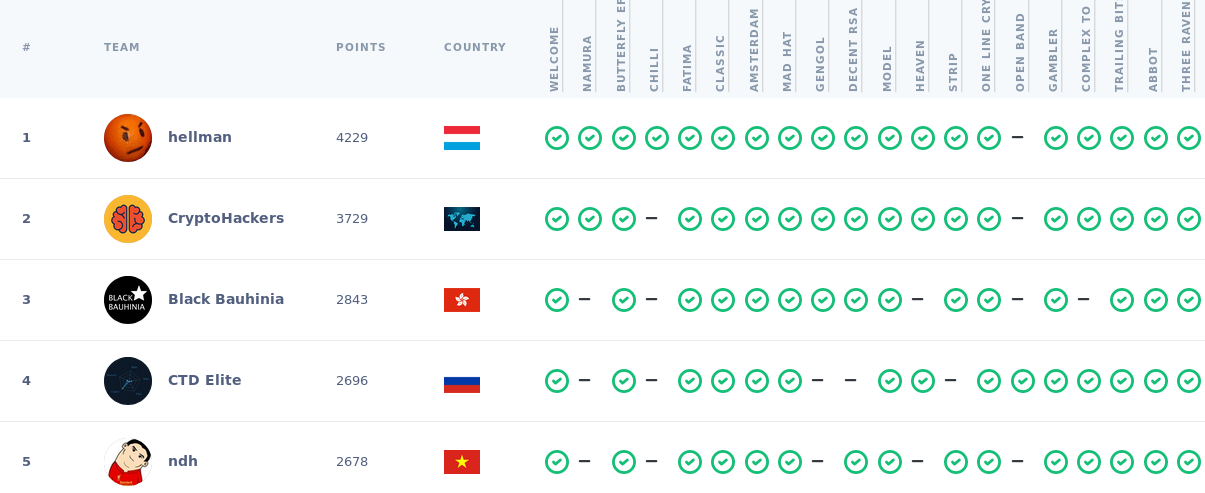 # TEAM POINTS COUNTRY WELCOME NAMURA BUTTERFLY EF CHILLI FATIMA CLASSIC AMSTERDAM MAD HAT GENGOL DECENT RSA MODEL HEAVEN STRIP ONE LINE CRY OPEN BAND GAMBLER COMPLEX TO TRAILING BIT ABBOT THREE RAVEN
1 hellman 4229
2 CryptoHackers 3729
BLACK
BAUHINIA
3 Black Bauhinia 2843
4 CTD Elite 2696
5 ndh 2678